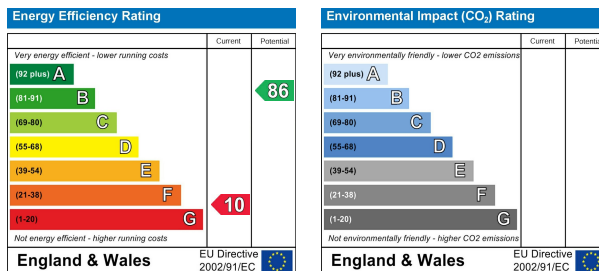 Energy Efficiency Rating
Current Potential
Very energy efficient - lower running costs
(92 plus) A
(81-91) B
86
(69-80) C
(55-68) D
(39-54) E
(21-38) F
10
(1-20) G
Not energy efficient - higher running costs
England & Wales
EU Directive
2002/91/EC
Environmental Impact (CO2) Rating
Current Potential
Very environmentally friendly - lower CO2 emissions
(92 plus) A
(81-91) B
(69-80) C
(55-68) D
(39-54) E
(21-38) F
(1-20) G
Not environmentally friendly - higher CO2 emissions
England & Wales
EU Directive
2002/91/EC